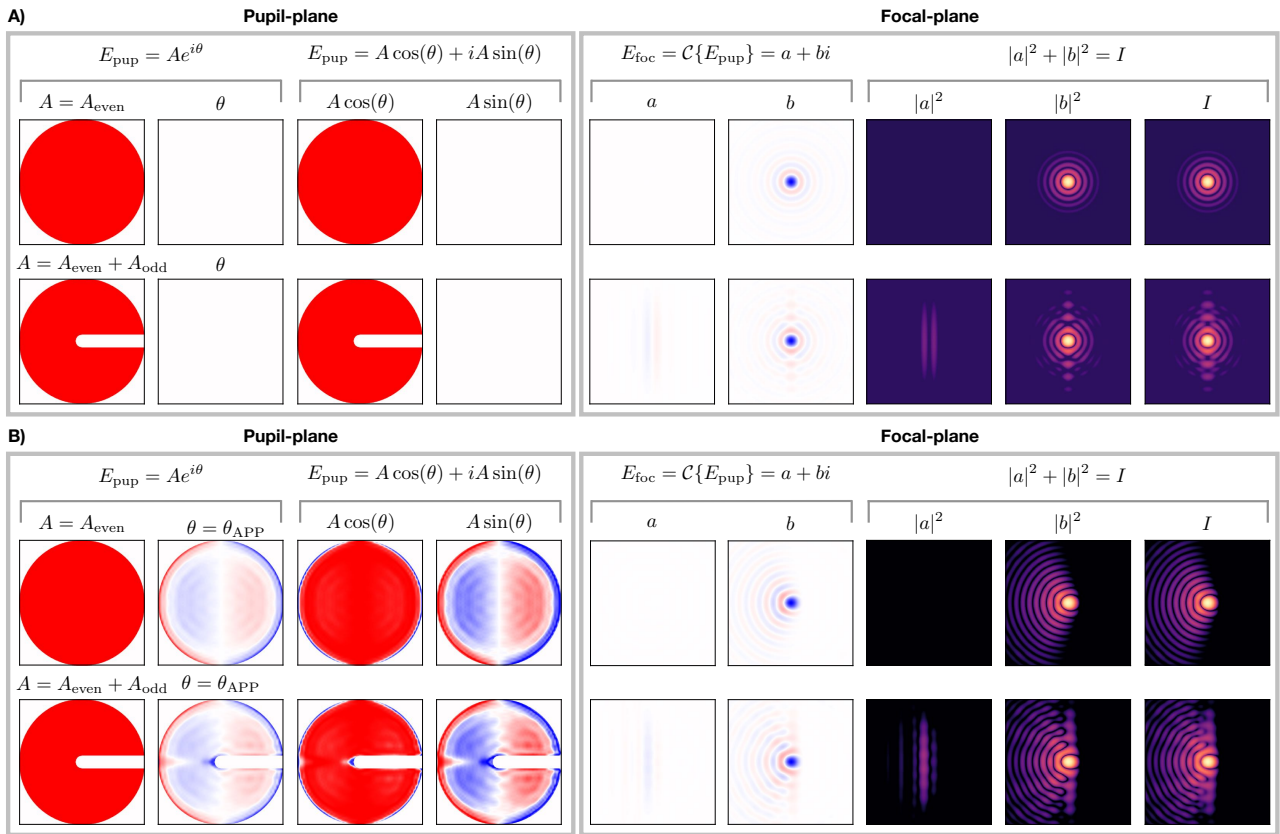 A)
Pupil-plane
Focal-plane
E_pup = Ae^{iθ}
E_pup = A cos(θ) + iA sin(θ)
E_foc = 𝒞{E_pup} = a + bi
|a|² + |b|² = I
A = A_even
θ
A cos(θ)
A sin(θ)
a
b
|a|²
|b|²
I
A = A_even + A_odd
θ
B)
Pupil-plane
Focal-plane
E_pup = Ae^{iθ}
E_pup = A cos(θ) + iA sin(θ)
E_foc = 𝒞{E_pup} = a + bi
|a|² + |b|² = I
A = A_even
θ = θ_APP
A cos(θ)
A sin(θ)
a
b
|a|²
|b|²
I
A = A_even + A_odd
θ = θ_APP